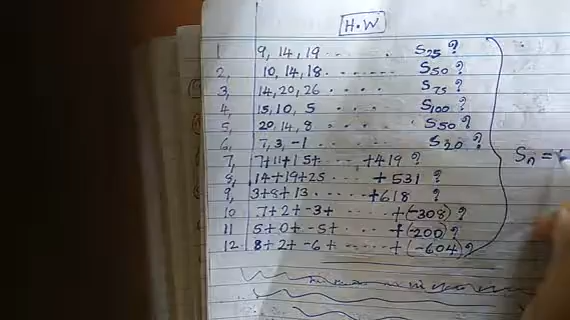 H.W
1 9, 14, 19 ...... S25 ?
2, 10, 14, 18 ...... S50 ?
3, 14, 20, 26 .... S75 ?
4, 15, 10, 5 .... S100 ?
5, 20, 14, 8 ...... S50 ?
6, 7, 3, -1 ...... S20 ?
7, 7+11+15+ ..... +419 ?
8, 14+19+25 .... +531 ?
9, 3+8+13 ...... +618 ?
10 7+2+-3+ ..... +(-308) ?
11 5+0+-5+ ..... +(-200) ?
12 8+2+-6+ ..... +(-604) ?
Sn =